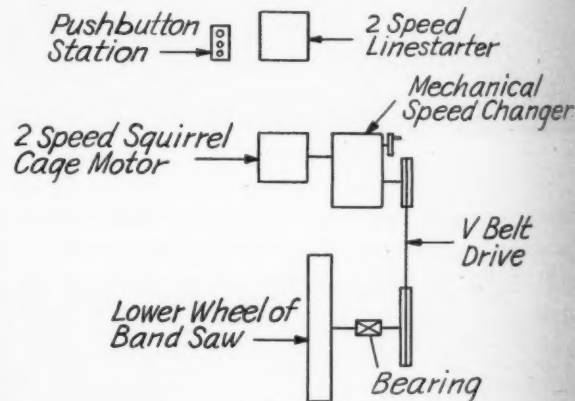 Pushbutton
Station
2 Speed
Linestarter
Mechanical
Speed Changer
2 Speed Squirrel
Cage Motor
V Belt
Drive
Lower Wheel of
Band Saw
Bearing